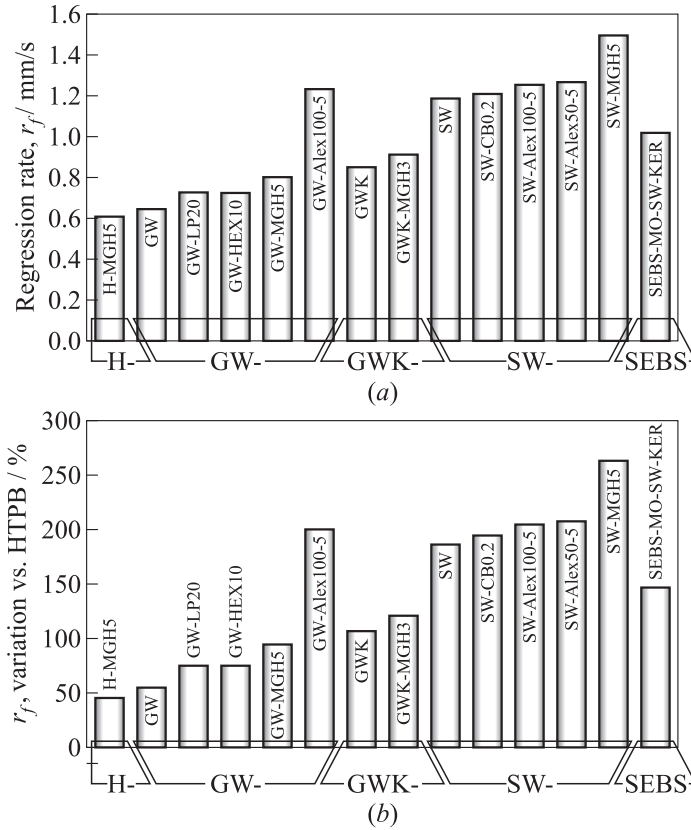 1.6
1.4
1.2
1.0
0.8
0.6
0.4
0.2
0.0
Regression rate, r_f / mm/s
H-MGH5
GW
GW-LP20
GW-HEX10
GW-MGH5
GW-Alex100-5
GWK
GWK-MGH3
SW
SW-CB0.2
SW-Alex100-5
SW-Alex50-5
SW-MGH5
SEBS-MO-SW-KER
H- GW- GWK- SW- SEBS-
(a)
300
250
200
150
100
50
0
r_f, variation vs. HTPB / %
H-MGH5
GW
GW-LP20
GW-HEX10
GW-MGH5
GW-Alex100-5
GWK
GWK-MGH3
SW
SW-CB0.2
SW-Alex100-5
SW-Alex50-5
SW-MGH5
SEBS-MO-SW-KER
H- GW- GWK- SW- SEBS-
(b)